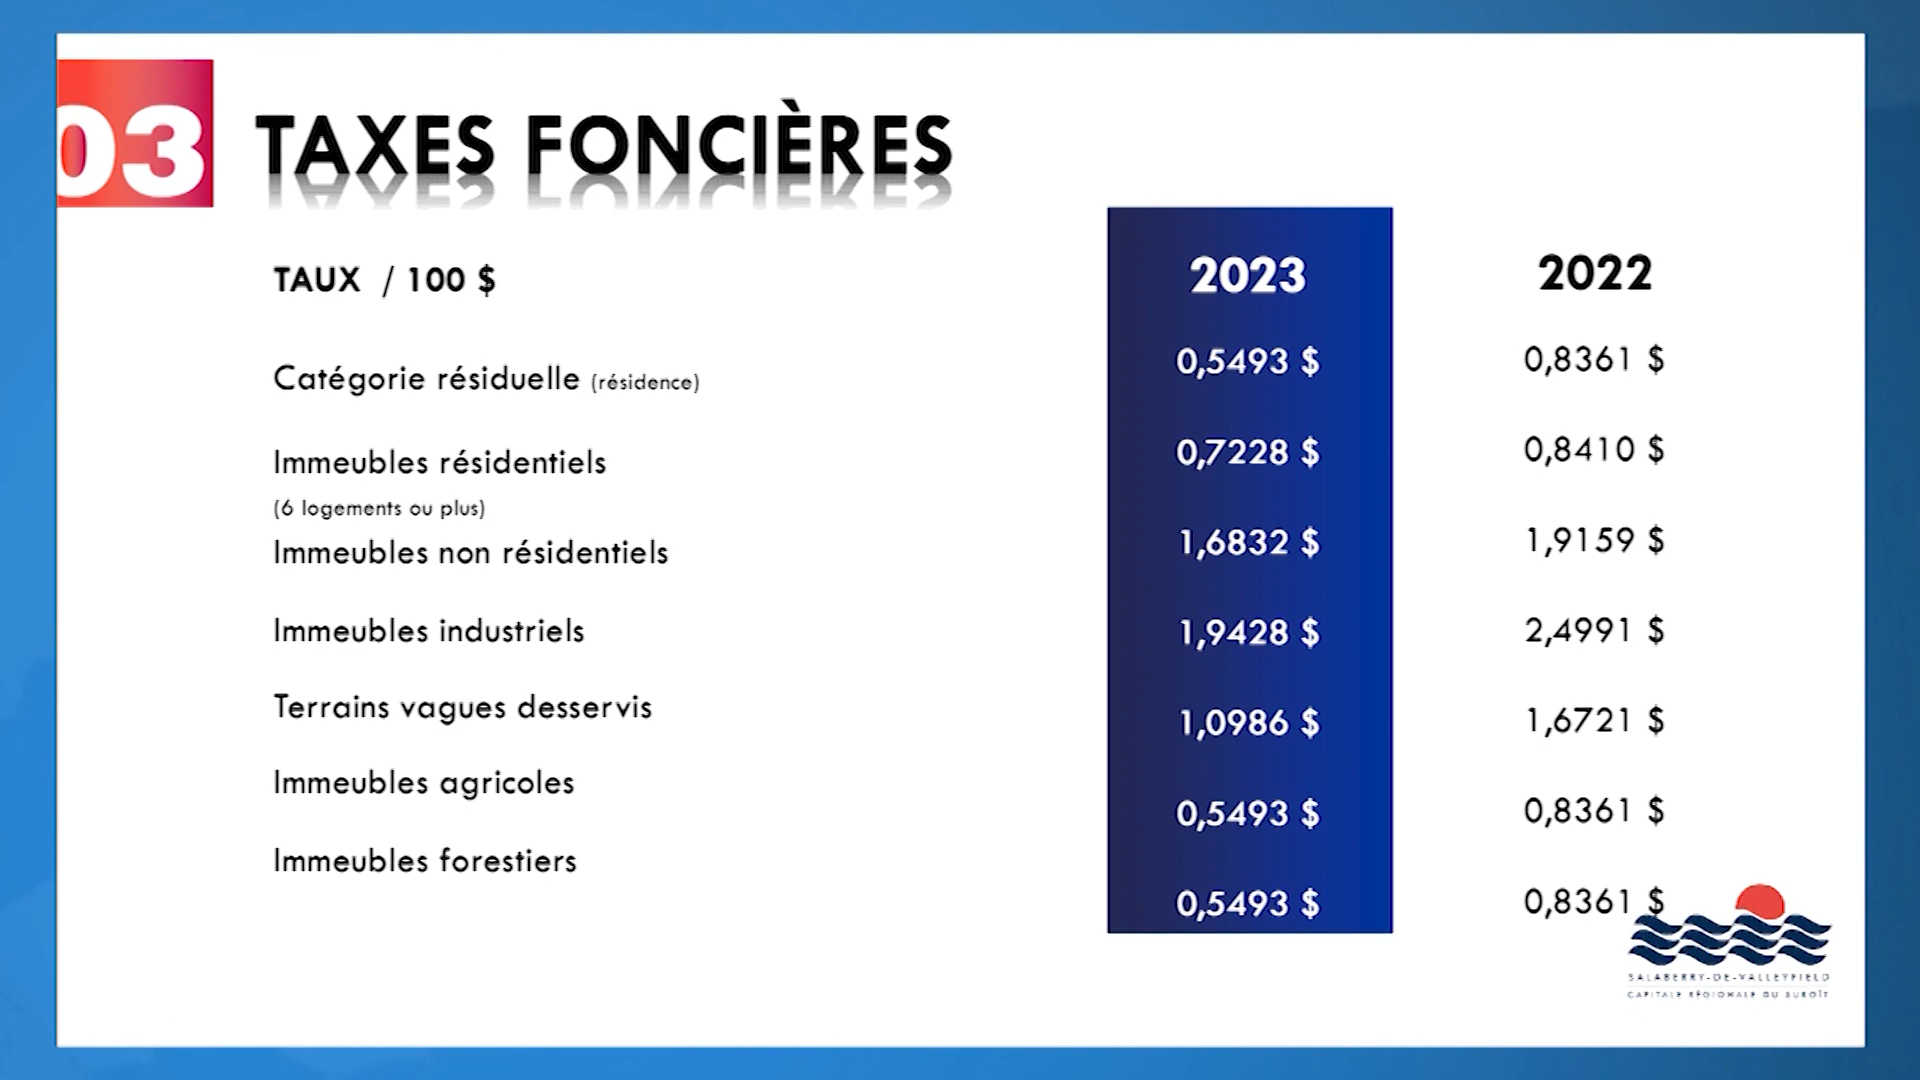 03
TAXES FONCIÈRES
TAUX / 100 $ 2023 2022
Catégorie résiduelle (résidence) 0,5493 $ 0,8361 $
Immeubles résidentiels 0,7228 $ 0,8410 $
(6 logements ou plus)
Immeubles non résidentiels 1,6832 $ 1,9159 $
Immeubles industriels 1,9428 $ 2,4991 $
Terrains vagues desservis 1,0986 $ 1,6721 $
Immeubles agricoles 0,5493 $ 0,8361 $
Immeubles forestiers 0,5493 $ 0,8361 $
SALABERRY-DE-VALLEYFIELD
CAPITALE RÉGIONALE DU SUROÎT